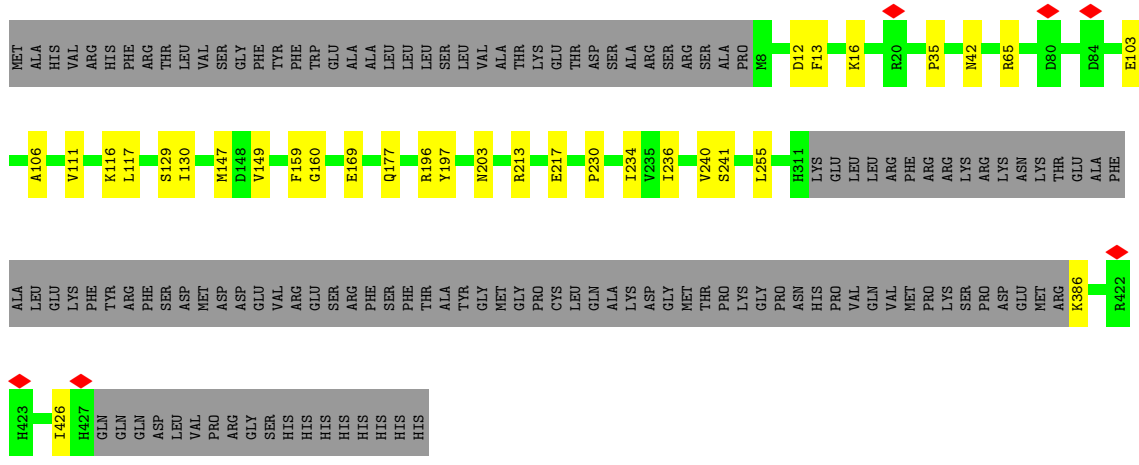 MET ALA HIS VAL ARG HIS PHE ARG THR LEU VAL SER GLY PHE TYR PHE TRP GLU ALA ALA LEU LEU LEU SER LEU VAL ALA THR LYS GLU THR ASP SER ALA ARG SER ARG SER ALA PRO M8 D12 F13 K16 R20 P35 N42 R65 D80 D84 E103
A106 V111 K116 L117 S129 I130 M147 D148 V149 F159 G160 E169 Q177 R196 Y197 N203 R213 E217 P230 I234 V235 I236 V240 S241 L255 H311 LYS GLU LEU LEU ARG PHE ARG ARG LYS ARG LYS ASN LYS THR GLU ALA PHE
ALA LEU GLU LYS PHE TYR ARG PHE SER ASP MET ASP ASP GLU VAL ARG GLU SER ARG PHE SER PHE THR ALA TYR GLY MET GLY PRO CYS LEU GLN ALA LYS ASP GLY MET THR PRO LYS GLY PRO ASN HIS PRO VAL GLN VAL MET PRO LYS SER PRO ASP GLU MET ARG K386 R422
H423 I426 H427 GLN GLN GLN ASP LEU VAL PRO ARG GLY SER HIS HIS HIS HIS HIS HIS HIS HIS